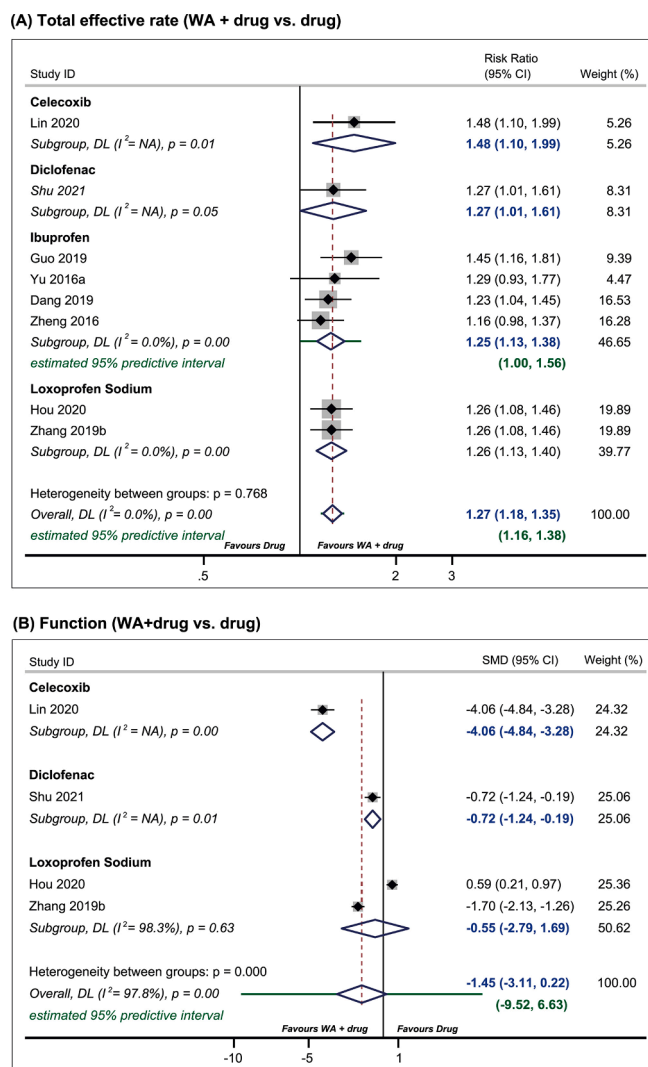 (A) Total effective rate (WA + drug vs. drug)
Risk Ratio
Study ID (95% CI) Weight (%)
Celecoxib
Lin 2020 1.48 (1.10, 1.99) 5.26
Subgroup, DL (I²= NA), p = 0.01 1.48 (1.10, 1.99) 5.26
Diclofenac
Shu 2021 1.27 (1.01, 1.61) 8.31
Subgroup, DL (I²= NA), p = 0.05 1.27 (1.01, 1.61) 8.31
Ibuprofen
Guo 2019 1.45 (1.16, 1.81) 9.39
Yu 2016a 1.29 (0.93, 1.77) 4.47
Dang 2019 1.23 (1.04, 1.45) 16.53
Zheng 2016 1.16 (0.98, 1.37) 16.28
Subgroup, DL (I²= 0.0%), p = 0.00 1.25 (1.13, 1.38) 46.65
estimated 95% predictive interval (1.00, 1.56)
Loxoprofen Sodium
Hou 2020 1.26 (1.08, 1.46) 19.89
Zhang 2019b 1.26 (1.08, 1.46) 19.89
Subgroup, DL (I²= 0.0%), p = 0.00 1.26 (1.13, 1.40) 39.77
Heterogeneity between groups: p = 0.768
Overall, DL (I²= 0.0%), p = 0.00 1.27 (1.18, 1.35) 100.00
estimated 95% predictive interval (1.16, 1.38)
Favours Drug Favours WA + drug
.5 2 3
(B) Function (WA+drug vs. drug)
Study ID SMD (95% CI) Weight (%)
Celecoxib
Lin 2020 -4.06 (-4.84, -3.28) 24.32
Subgroup, DL (I²= NA), p = 0.00 -4.06 (-4.84, -3.28) 24.32
Diclofenac
Shu 2021 -0.72 (-1.24, -0.19) 25.06
Subgroup, DL (I²= NA), p = 0.01 -0.72 (-1.24, -0.19) 25.06
Loxoprofen Sodium
Hou 2020 0.59 (0.21, 0.97) 25.36
Zhang 2019b -1.70 (-2.13, -1.26) 25.26
Subgroup, DL (I²= 98.3%), p = 0.63 -0.55 (-2.79, 1.69) 50.62
Heterogeneity between groups: p = 0.000
Overall, DL (I²= 97.8%), p = 0.00 -1.45 (-3.11, 0.22) 100.00
estimated 95% predictive interval (-9.52, 6.63)
Favours WA + drug Favours Drug
-10 -5 1